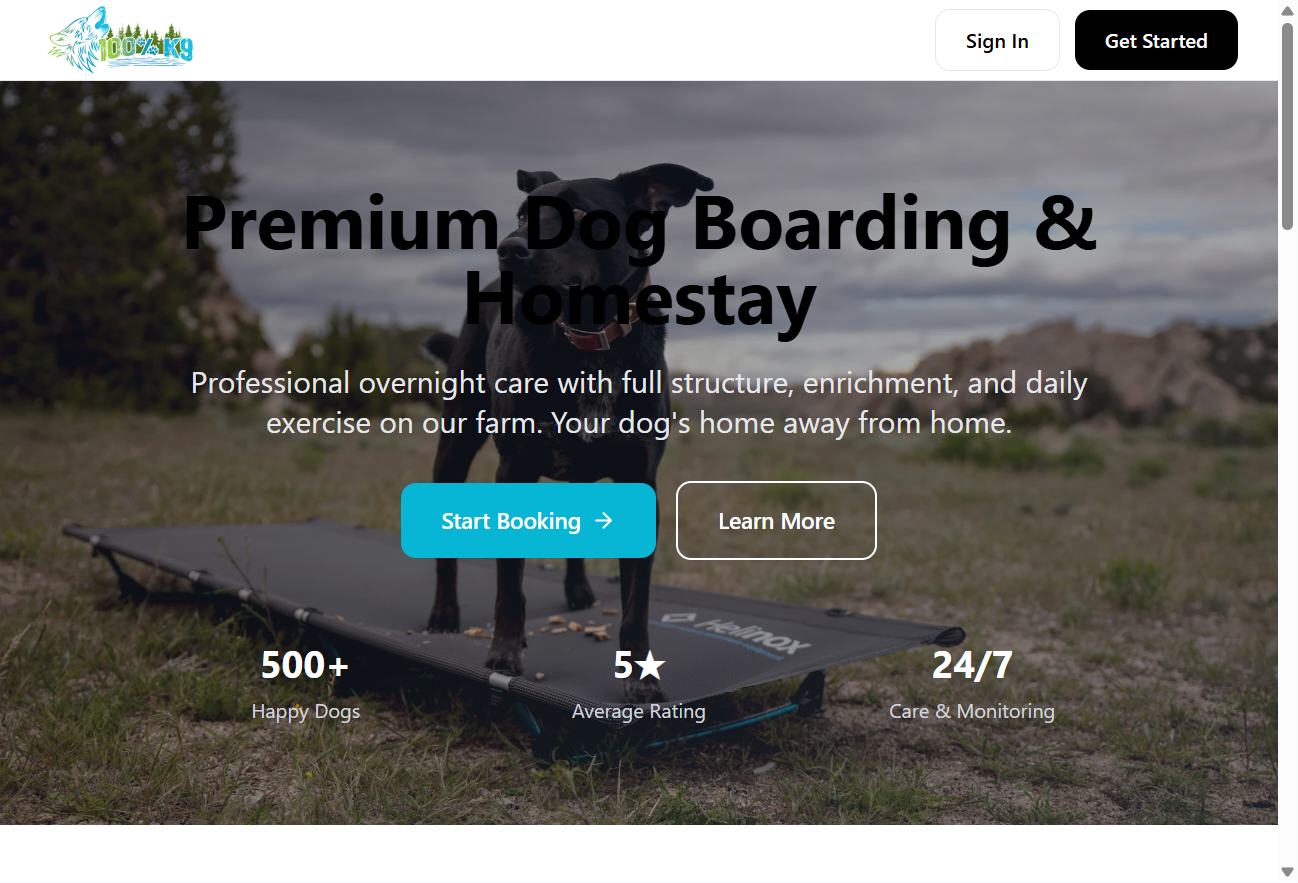 100% K9
Sign In
Get Started
Premium Dog Boarding &
Homestay
Professional overnight care with full structure, enrichment, and daily
exercise on our farm. Your dog's home away from home.
Start Booking →
Learn More
Helinox
500+
5★
24/7
Happy Dogs
Average Rating
Care & Monitoring